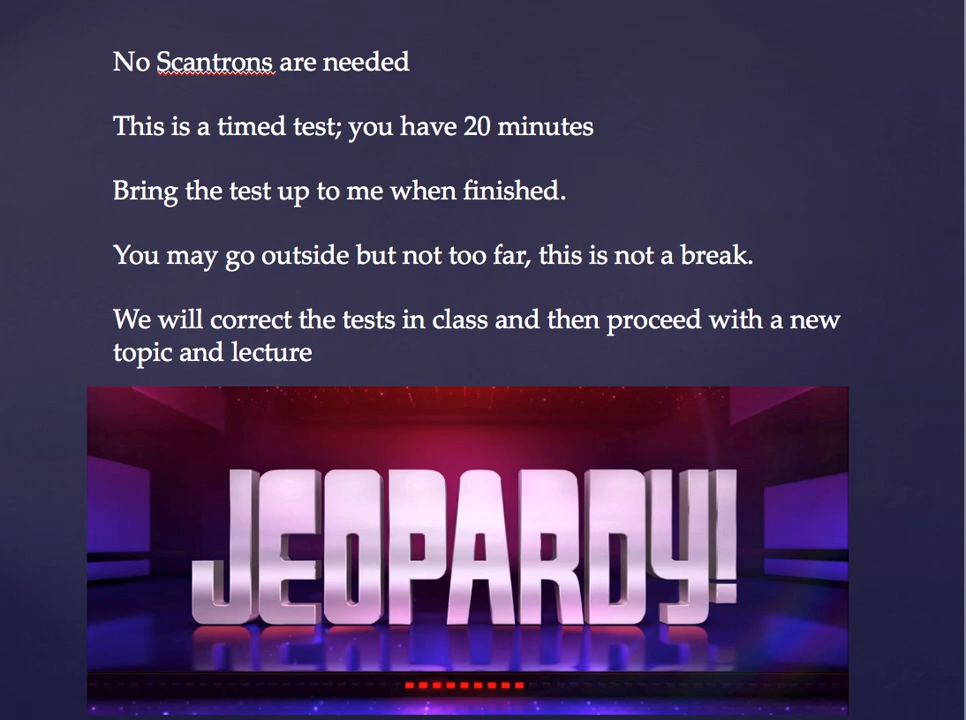 No Scantrons are needed
This is a timed test; you have 20 minutes
Bring the test up to me when finished.
You may go outside but not too far, this is not a break.
We will correct the tests in class and then proceed with a new
topic and lecture
JEOPARDY!